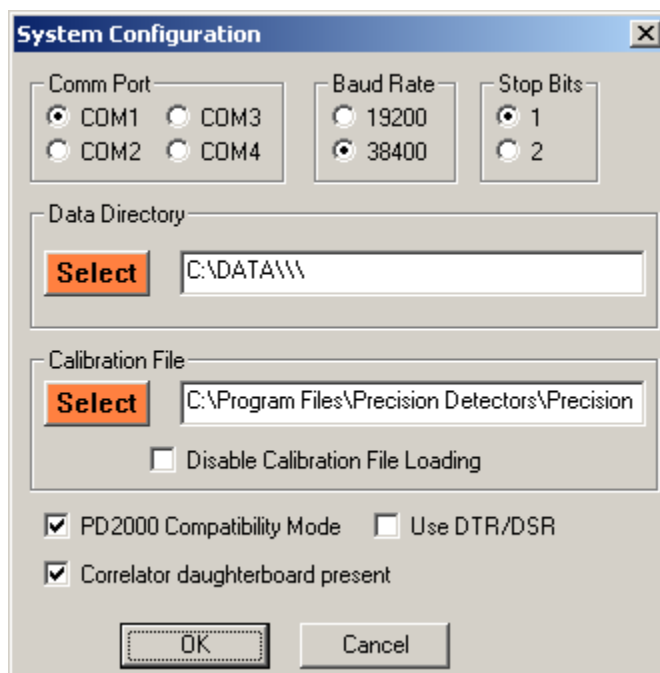 System Configuration
Comm Port
COM1 COM3
COM2 COM4
Baud Rate
19200
38400
Stop Bits
1
2
Data Directory
Select C:\DATA\\\
Calibration File
Select C:\Program Files\Precision Detectors\Precision
Disable Calibration File Loading
PD2000 Compatibility Mode Use DTR/DSR
Correlator daughterboard present
OK Cancel